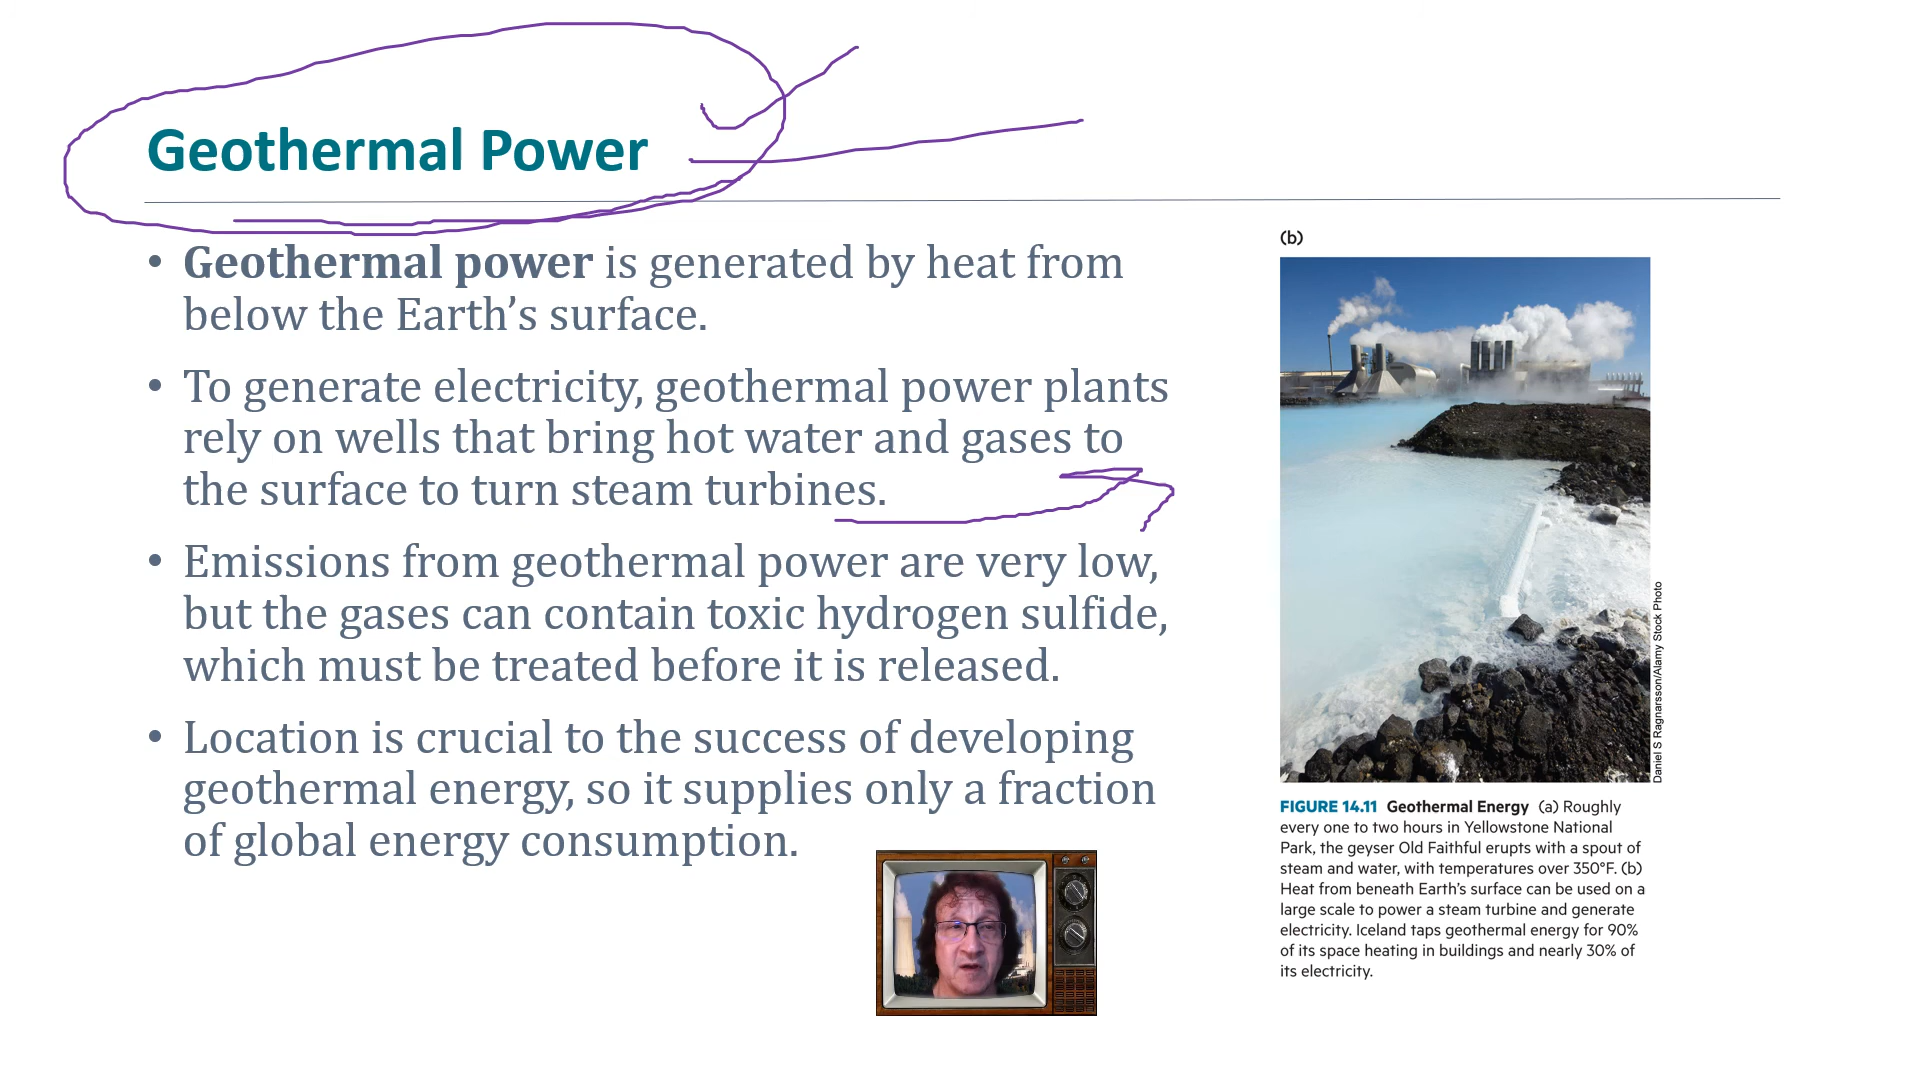 Geothermal Power
• Geothermal power is generated by heat from
below the Earth’s surface.
• To generate electricity, geothermal power plants
rely on wells that bring hot water and gases to
the surface to turn steam turbines.
• Emissions from geothermal power are very low,
but the gases can contain toxic hydrogen sulfide,
which must be treated before it is released.
• Location is crucial to the success of developing
geothermal energy, so it supplies only a fraction
of global energy consumption.
(b)
Daniel S Ragnarsson/Alamy Stock Photo
FIGURE 14.11 Geothermal Energy (a) Roughly
every one to two hours in Yellowstone National
Park, the geyser Old Faithful erupts with a spout of
steam and water, with temperatures over 350°F. (b)
Heat from beneath Earth’s surface can be used on a
large scale to power a steam turbine and generate
electricity. Iceland taps geothermal energy for 90%
of its space heating in buildings and nearly 30% of
its electricity.